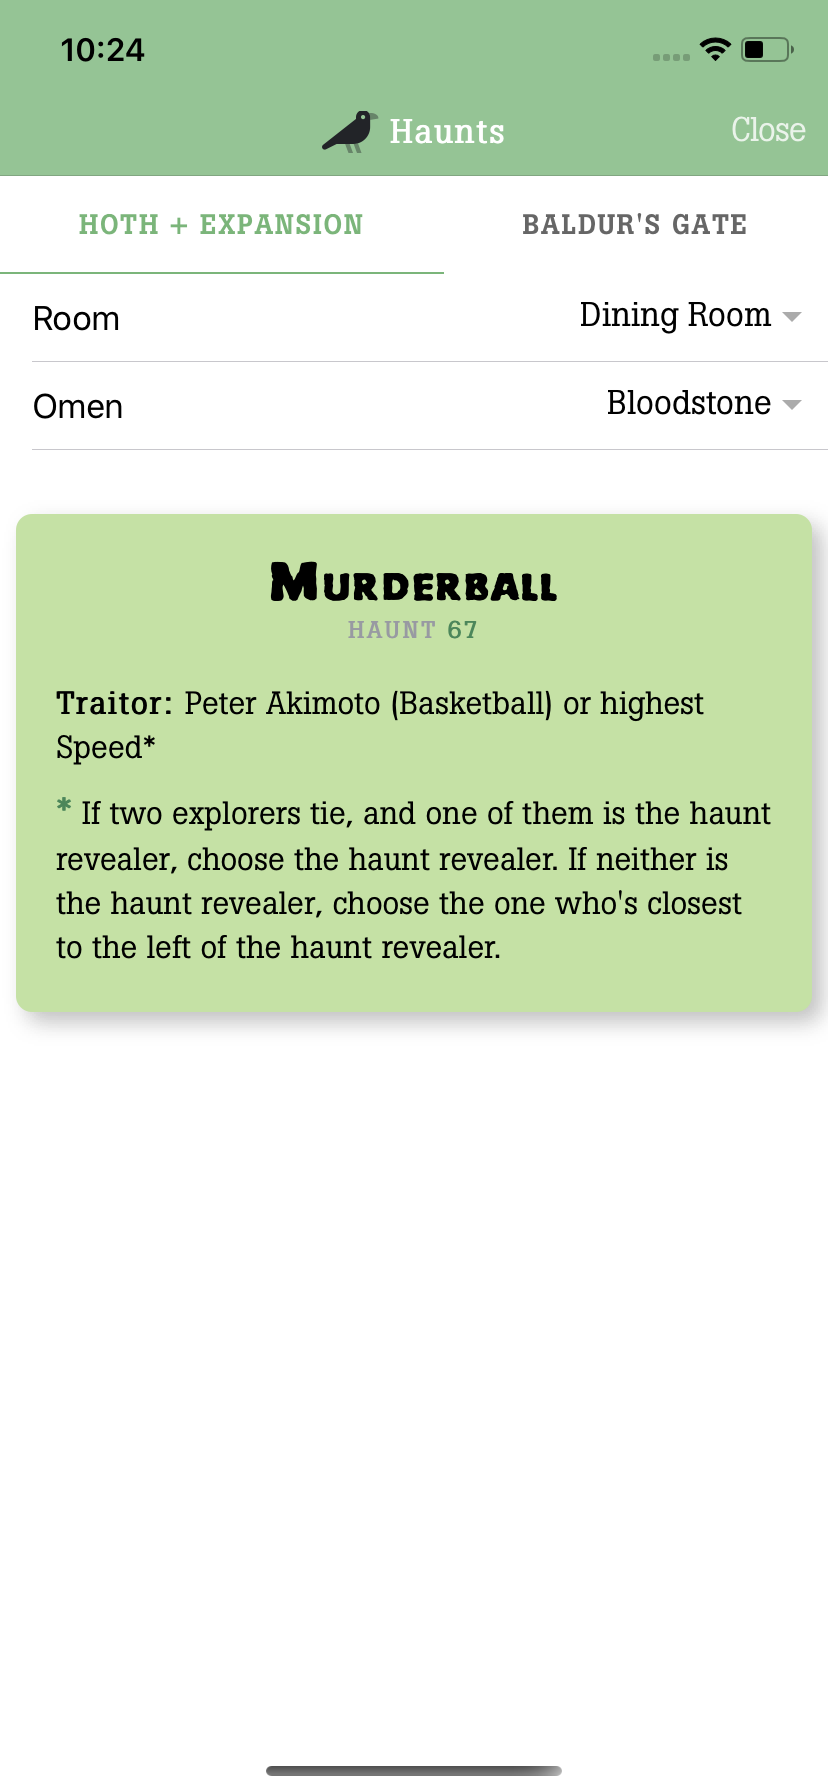 10:24
Haunts
Close
HOTH + EXPANSION
BALDUR'S GATE
Room
Dining Room
Omen
Bloodstone
MURDERBALL
HAUNT 67
Traitor: Peter Akimoto (Basketball) or highest
Speed*
* If two explorers tie, and one of them is the haunt
revealer, choose the haunt revealer. If neither is
the haunt revealer, choose the one who's closest
to the left of the haunt revealer.